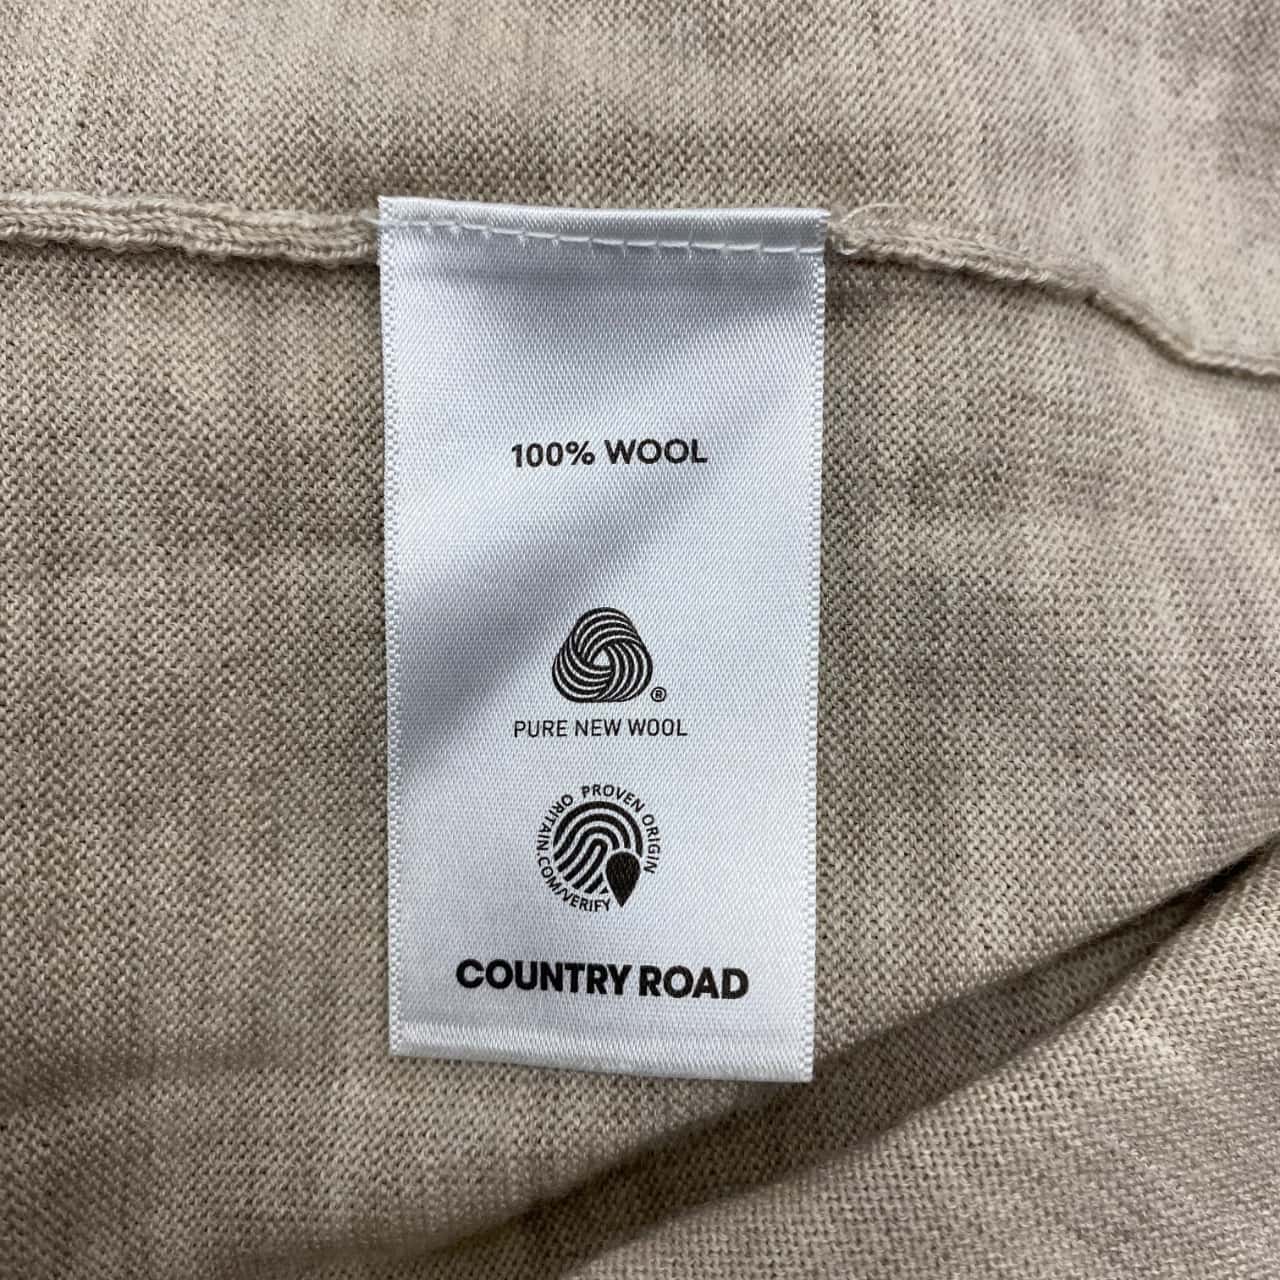 100% WOOL
®
PURE NEW WOOL
ORITAIN.COM/VERIFY
PROVEN ORIGIN
COUNTRY ROAD